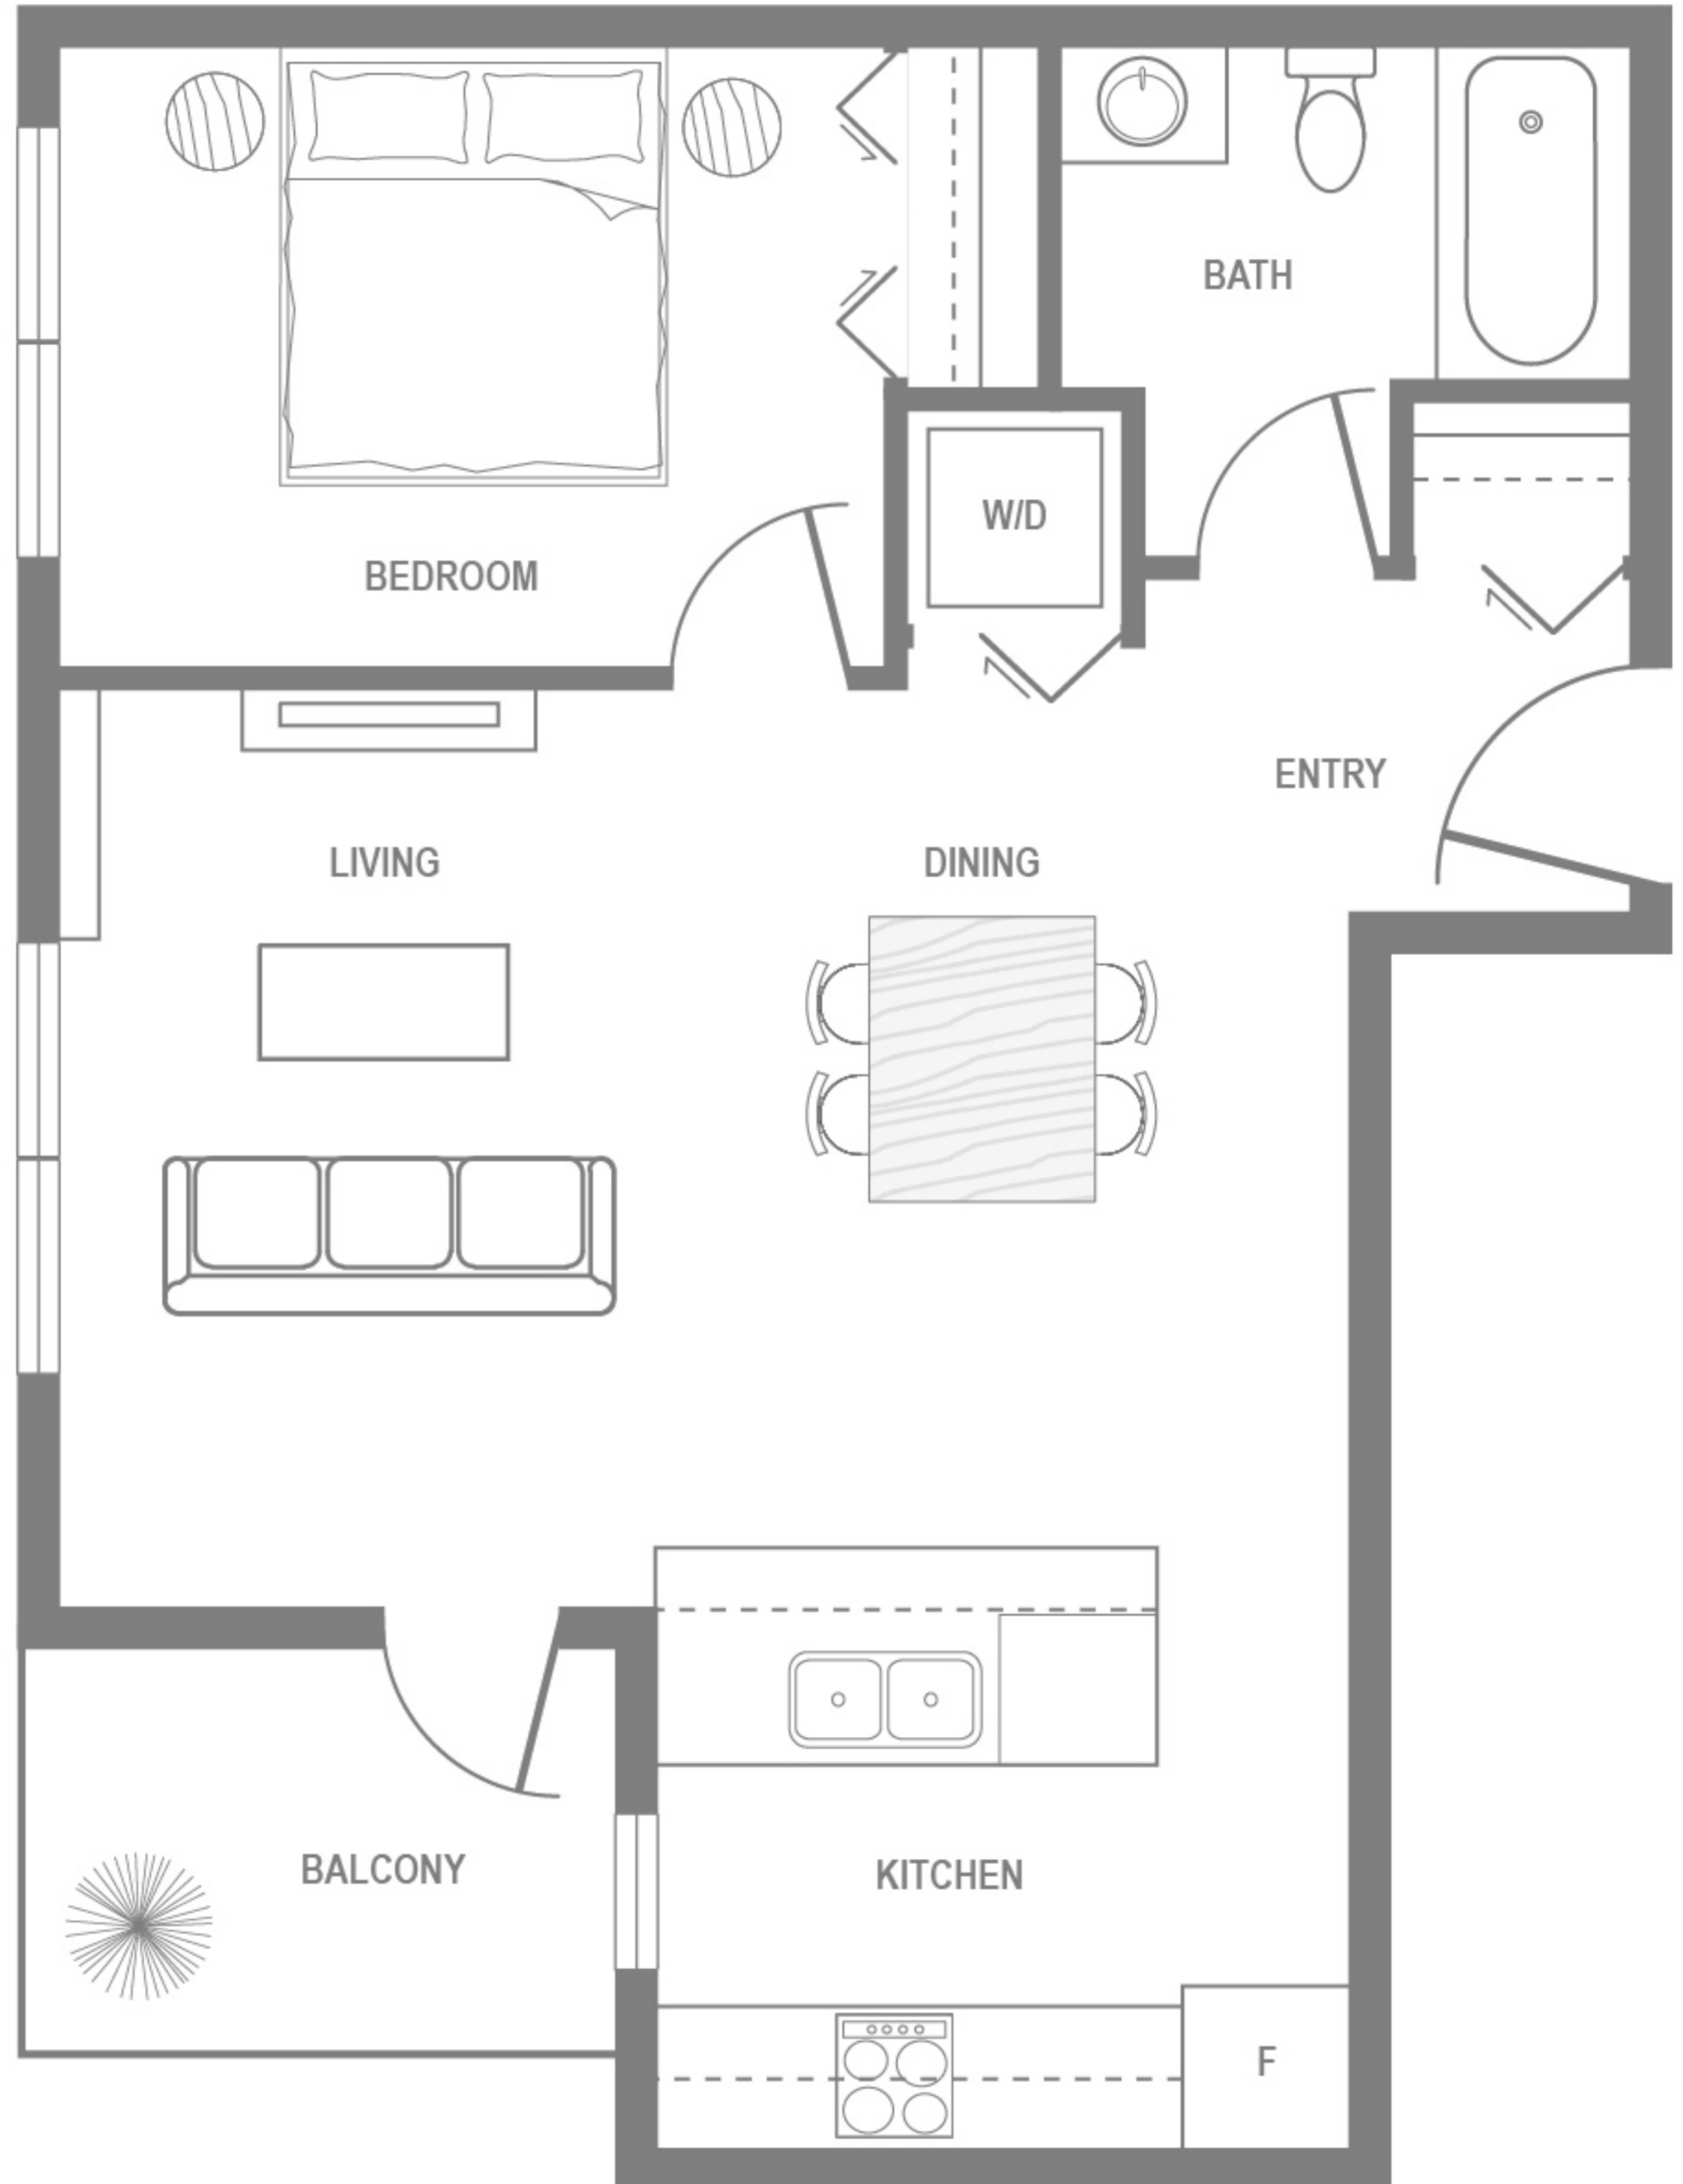 BATH
W/D
BEDROOM
ENTRY
LIVING
DINING
BALCONY
KITCHEN
F